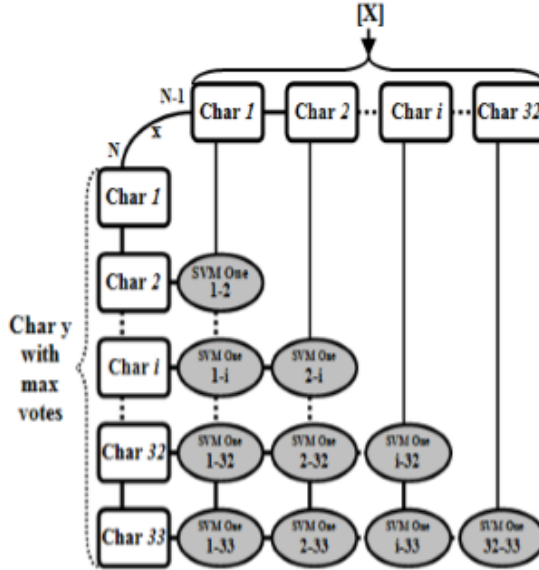 [X]
N-1
Char 1
Char 2
Char i
Char 32
x
N
Char 1
Char 2
SVM One
1-2
Char y
with
max
votes
Char i
SVM One
1-i
SVM One
2-i
Char 32
SVM One
1-32
SVM One
2-32
SVM One
i-32
Char 33
SVM One
1-33
SVM One
2-33
SVM One
i-33
SVM One
32-33